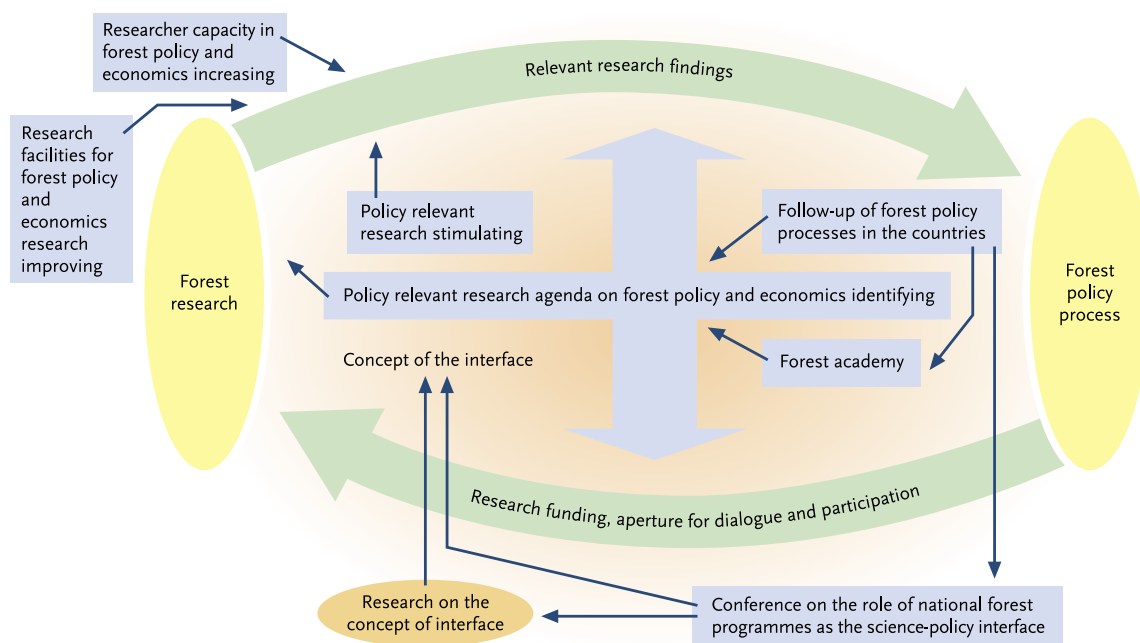 Researcher capacity in
forest policy and
economics increasing
Relevant research findings
Research
facilities for
forest policy
and
economics
research
improving
Policy relevant
research stimulating
Follow-up of forest policy
processes in the countries
Forest
research
Policy relevant research agenda on forest policy and economics identifying
Forest
policy
process
Concept of the interface
Forest academy
Research funding, aperture for dialogue and participation
Research on the
concept of interface
Conference on the role of national forest
programmes as the science-policy interface